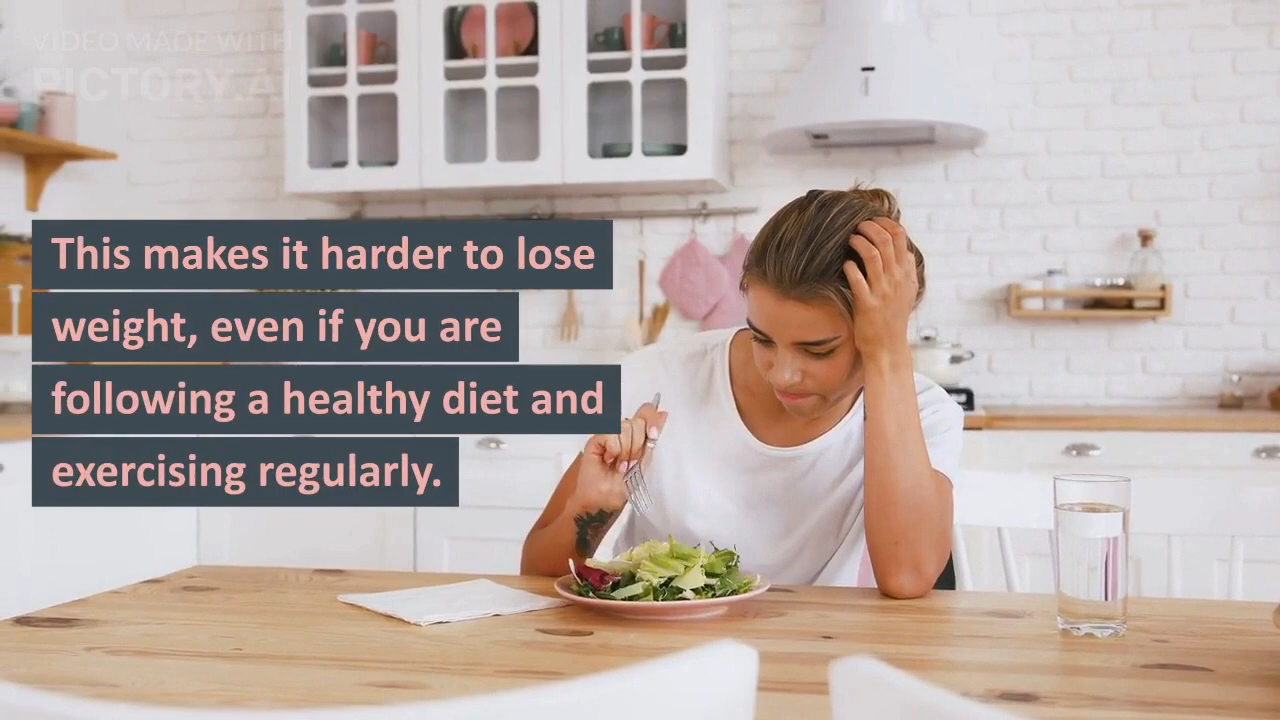 VIDEO MADE WITH
PICTORY.AI
This makes it harder to lose
weight, even if you are
following a healthy diet and
exercising regularly.